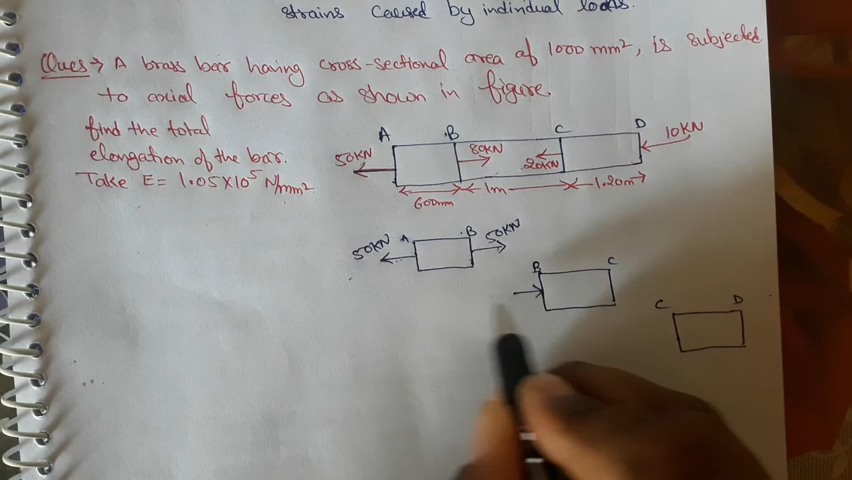 strains caused by individual loads.
Ques → A brass bar having cross-sectional area of 1000 mm², is subjected
to axial forces as shown in figure.
find the total
elongation of the bar.
Take E = 1.05×10⁵ N/mm²
A B C D
50KN 80KN 20KN 10KN
600mm 1m 1.20m
50KN A B 50KN
B C
C D